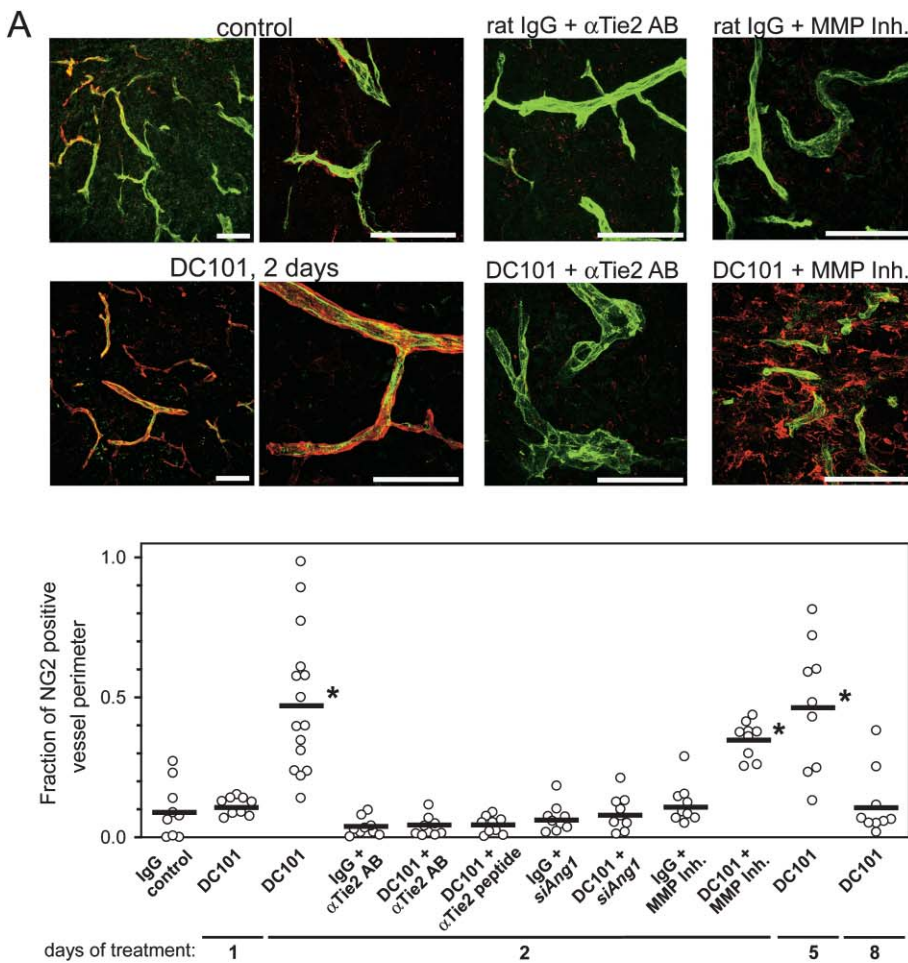 A
control
rat IgG + αTie2 AB
rat IgG + MMP Inh.
DC101, 2 days
DC101 + αTie2 AB
DC101 + MMP Inh.
Fraction of NG2 positive
vessel perimeter
1.0
0.5
0.0
IgG
control
DC101
DC101
IgG +
αTie2 AB
DC101 +
αTie2 AB
DC101 +
αTie2 peptide
IgG +
siAng1
DC101 +
siAng1
IgG +
MMP Inh.
DC101 +
MMP Inh.
DC101
DC101
*
*
*
days of treatment: 1 2 5 8